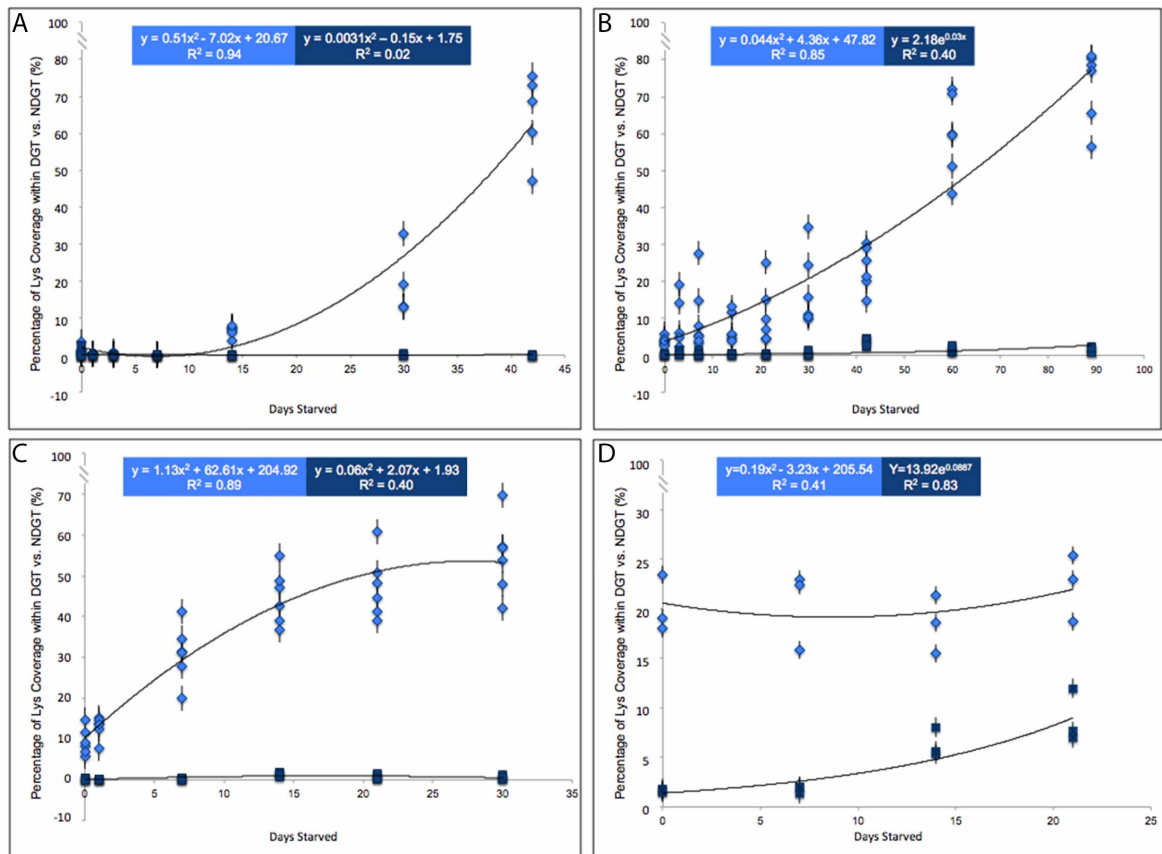 A
y = 0.51x² - 7.02x + 20.67
R² = 0.94
y = 0.0031x² – 0.15x + 1.75
R² = 0.02
Percentage of Lys Coverage within DGT vs. NDGT (%)
100
80
70
60
50
40
30
20
10
0
-10
0 5 10 15 20 25 30 35 40 45
Days Starved
B
y = 0.044x² + 4.36x + 47.82
R² = 0.85
y = 2.18e^0.03x
R² = 0.40
Percentage of Lys Coverage within DGT vs. NDGT (%)
100
80
70
60
50
40
30
20
10
0
-10
0 10 20 30 40 50 60 70 80 90 100
Days Starved
C
y = 1.13x² + 62.61x + 204.92
R² = 0.89
y = 0.06x² + 2.07x + 1.93
R² = 0.40
Percentage of Lys Coverage within DGT vs. NDGT (%)
100
70
60
50
40
30
20
10
0
-10
0 5 10 15 20 25 30 35
Days Starved
D
y=0.19x² - 3.23x + 205.54
R² = 0.41
Y=13.92e^0.0887
R² = 0.83
Percentage of Lys Coverage within DGT vs. NDGT (%)
100
30
25
20
15
10
5
0
0 5 10 15 20 25
Days Starved